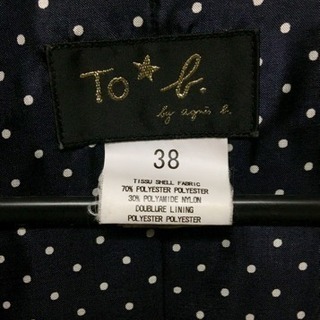 To★b.
by agnès b.
38
TISSU SHELL FABRIC
70% POLYESTER POLYESTER
30% POLYAMIDE NYLON
DOUBLURE LINING
POLYESTER POLYESTER